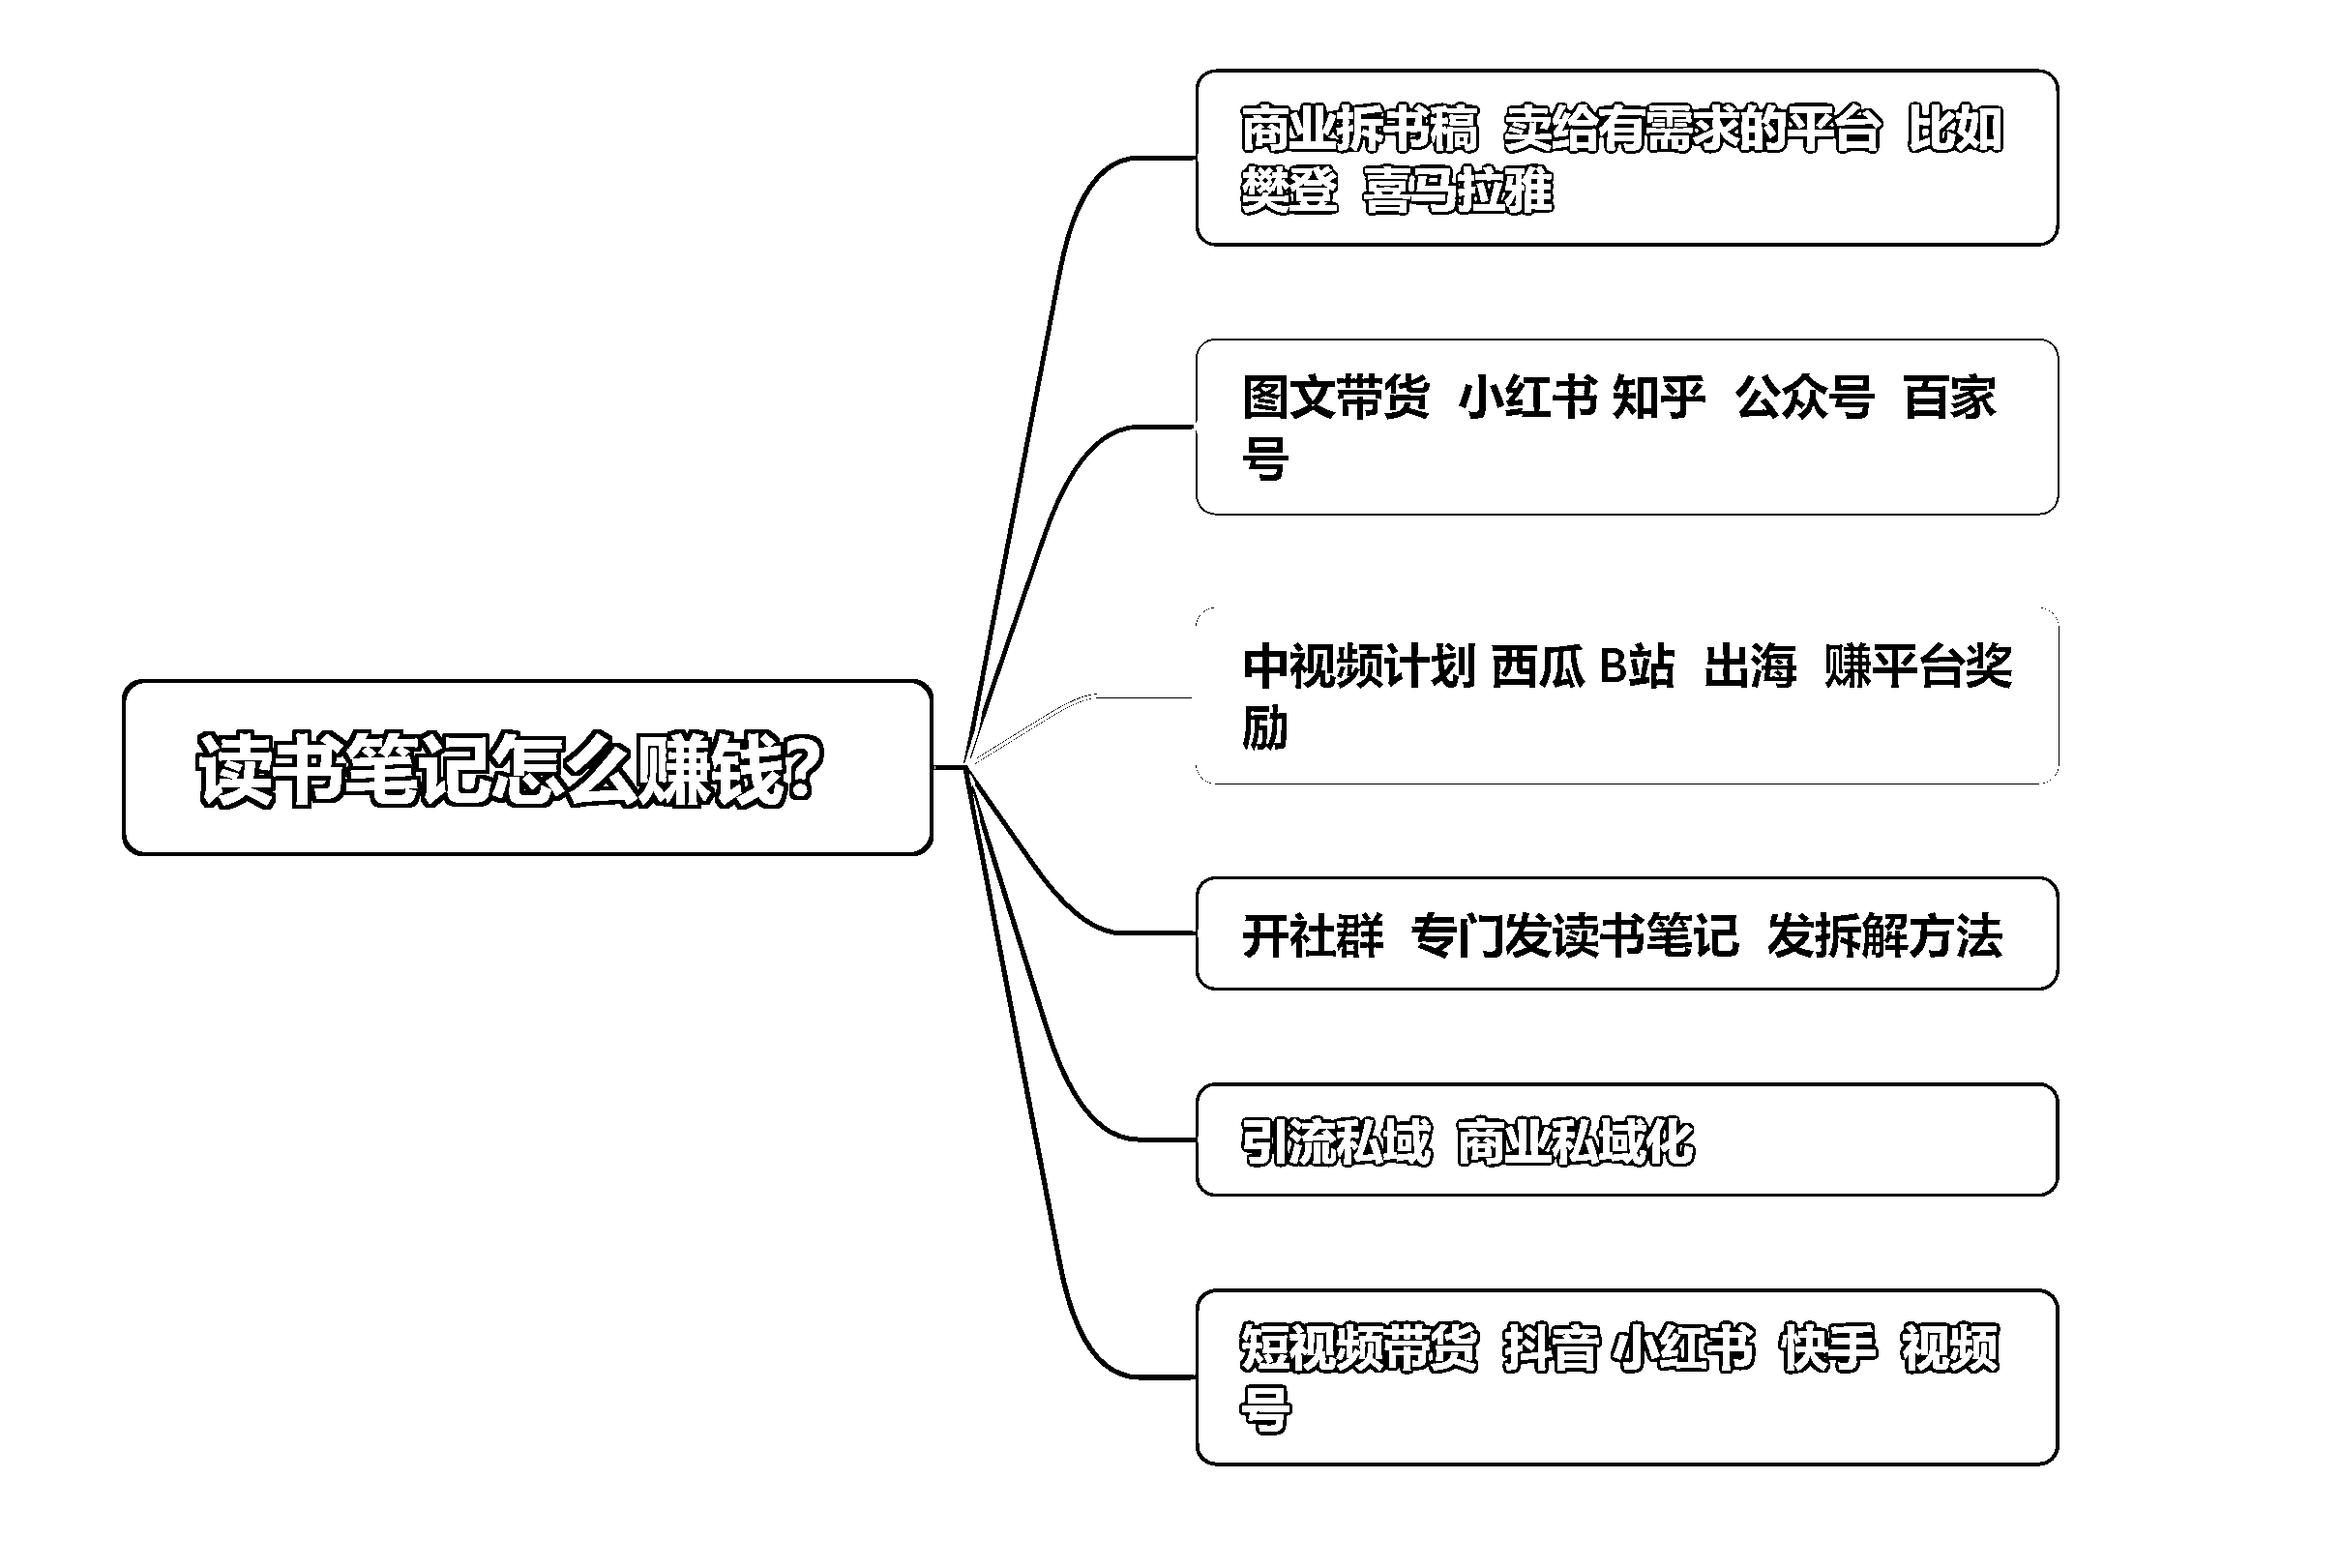 读书笔记怎么赚钱?
商业拆书稿 卖给有需求的平台 比如
樊登 喜马拉雅
图文带货 小红书 知乎 公众号 百家
号
中视频计划 西瓜 B站 出海 赚平台奖
励
开社群 专门发读书笔记 发拆解方法
引流私域 商业私域化
短视频带货 抖音 小红书 快手 视频
号